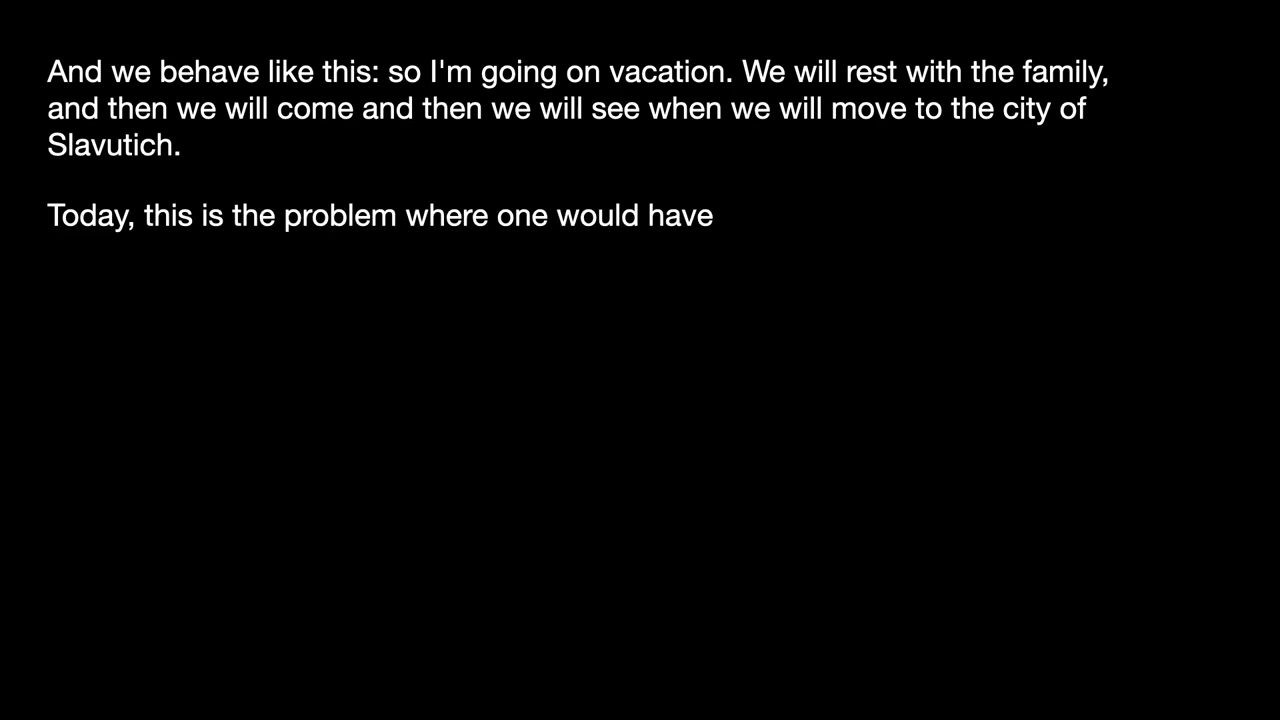 And we behave like this: so I'm going on vacation. We will rest with the family,
and then we will come and then we will see when we will move to the city of
Slavutich.
Today, this is the problem where one would have